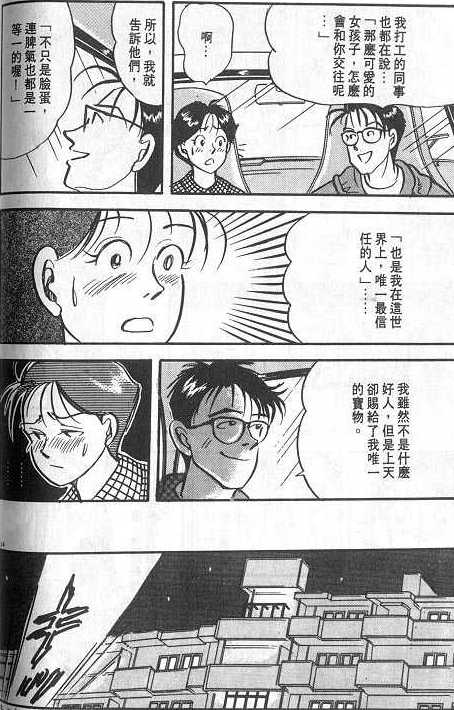 我打工的同事
也都在說…
「那麼可愛的
女孩子，怎麼
會和你交往呢
」…
啊…
所以，我就
告訴他們，
「不只是臉蛋，
連脾氣也都是一
等一的喔！」
「也是我在這世
界上，唯一最信
任的人」……
我雖然不是什麼
好人，但是上天
卻賜給了我唯一
的寶物。
……
……